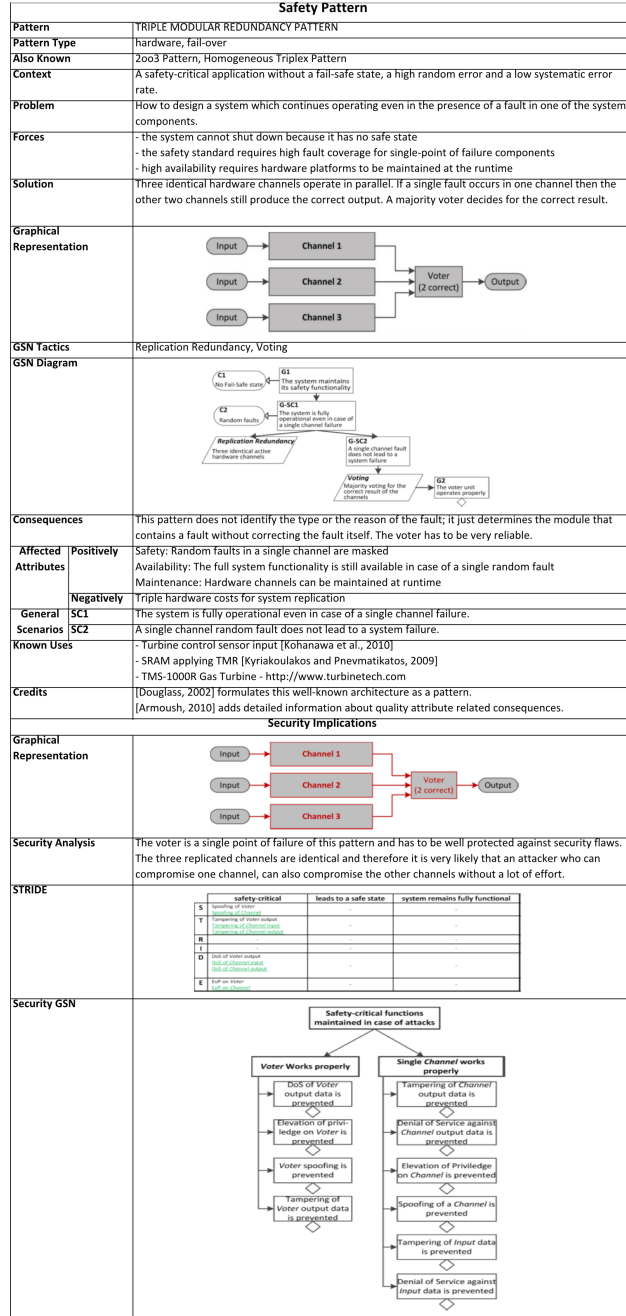 Safety Pattern
Pattern TRIPLE MODULAR REDUNDANCY PATTERN
Pattern Type hardware, fail-over
Also Known 2oo3 Pattern, Homogeneous Triplex Pattern
Context A safety-critical application without a fail-safe state, a high random error and a low systematic error
rate.
Problem How to design a system which continues operating even in the presence of a fault in one of the system
components.
Forces - the system cannot shut down because it has no safe state
- the safety standard requires high fault coverage for single-point of failure components
- high availability requires hardware platforms to be maintained at the runtime
Solution Three identical hardware channels operate in parallel. If a single fault occurs in one channel then the
other two channels still produce the correct output. A majority voter decides for the correct result.
Graphical
Representation
Input Channel 1
Input Channel 2 Voter
(2 correct) Output
Input Channel 3
GSN Tactics Replication Redundancy, Voting
GSN Diagram
C1
No Fail-Safe state
G1
The system maintains
its safety functionality
C2
Random faults
G-SC1
The system is fully
operational even in case of
a single channel failure
Replication Redundancy
Three identical active
hardware channels
G-SC2
A single channel fault
does not lead to a
system failure
Voting
Majority voting for the
correct result of the
channels
G2
The voter unit
operates properly
Consequences This pattern does not identify the type or the reason of the fault; it just determines the module that
contains a fault without correcting the fault itself. The voter has to be very reliable.
Affected Positively Safety: Random faults in a single channel are masked
Attributes Availability: The full system functionality is still available in case of a single random fault
Maintenance: Hardware channels can be maintained at runtime
Negatively Triple hardware costs for system replication
General SC1 The system is fully operational even in case of a single channel failure.
Scenarios SC2 A single channel random fault does not lead to a system failure.
Known Uses - Turbine control sensor input [Kohanawa et al., 2010]
- SRAM applying TMR [Kyriakoulakos and Pnevmatikatos, 2009]
- TMS-1000R Gas Turbine - http://www.turbinetech.com
Credits [Douglass, 2002] formulates this well-known architecture as a pattern.
[Armoush, 2010] adds detailed information about quality attribute related consequences.
Security Implications
Graphical
Representation
Input Channel 1
Input Channel 2 Voter
(2 correct) Output
Input Channel 3
Security Analysis The voter is a single point of failure of this pattern and has to be well protected against security flaws.
The three replicated channels are identical and therefore it is very likely that an attacker who can
compromise one channel, can also compromise the other channels without a lot of effort.
STRIDE
safety-critical leads to a safe state system remains fully functional
S Spoofing of Voter - -
Spoofing of Channel
T Tampering of Voter output
Tampering of Channel input - -
Tampering of Channel output
R - - -
I - - -
D DoS of Voter output
DoS of Channel input - -
DoS of Channel output
E EoP on Voter - -
EoP on Channel
Security GSN
Safety-critical functions
maintained in case of attacks
Voter Works properly
Single Channel works
properly
DoS of Voter
output data is
prevented
Tampering of Channel
output data is
prevented
Elevation of privi-
ledge on Voter is
prevented
Denial of Service against
Channel output data is
prevented
Voter spoofing is
prevented
Elevation of Priviledge
on Channel is prevented
Tampering of
Voter output data
is prevented
Spoofing of a Channel is
prevented
Tampering of Input data
is prevented
Denial of Service against
Input data is prevented